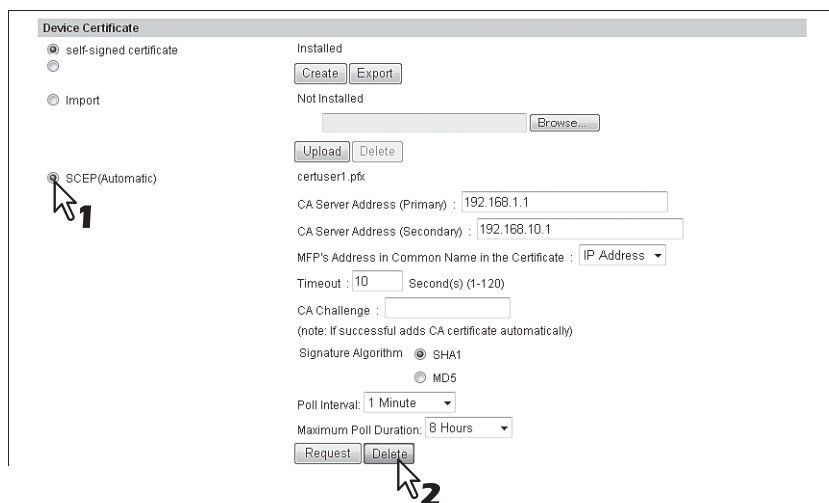 Device Certificate
self-signed certificate Installed
Create Export
Import Not Installed
Browse...
Upload Delete
SCEP(Automatic) certuser1.pfx
1 CA Server Address (Primary) : 192.168.1.1
CA Server Address (Secondary) : 192.168.10.1
MFP's Address in Common Name in the Certificate : IP Address
Timeout : 10 Second(s) (1-120)
CA Challenge :
(note: If successful adds CA certificate automatically)
Signature Algorithm SHA1
MD5
Poll Interval: 1 Minute
Maximum Poll Duration: 8 Hours
Request Delete
2